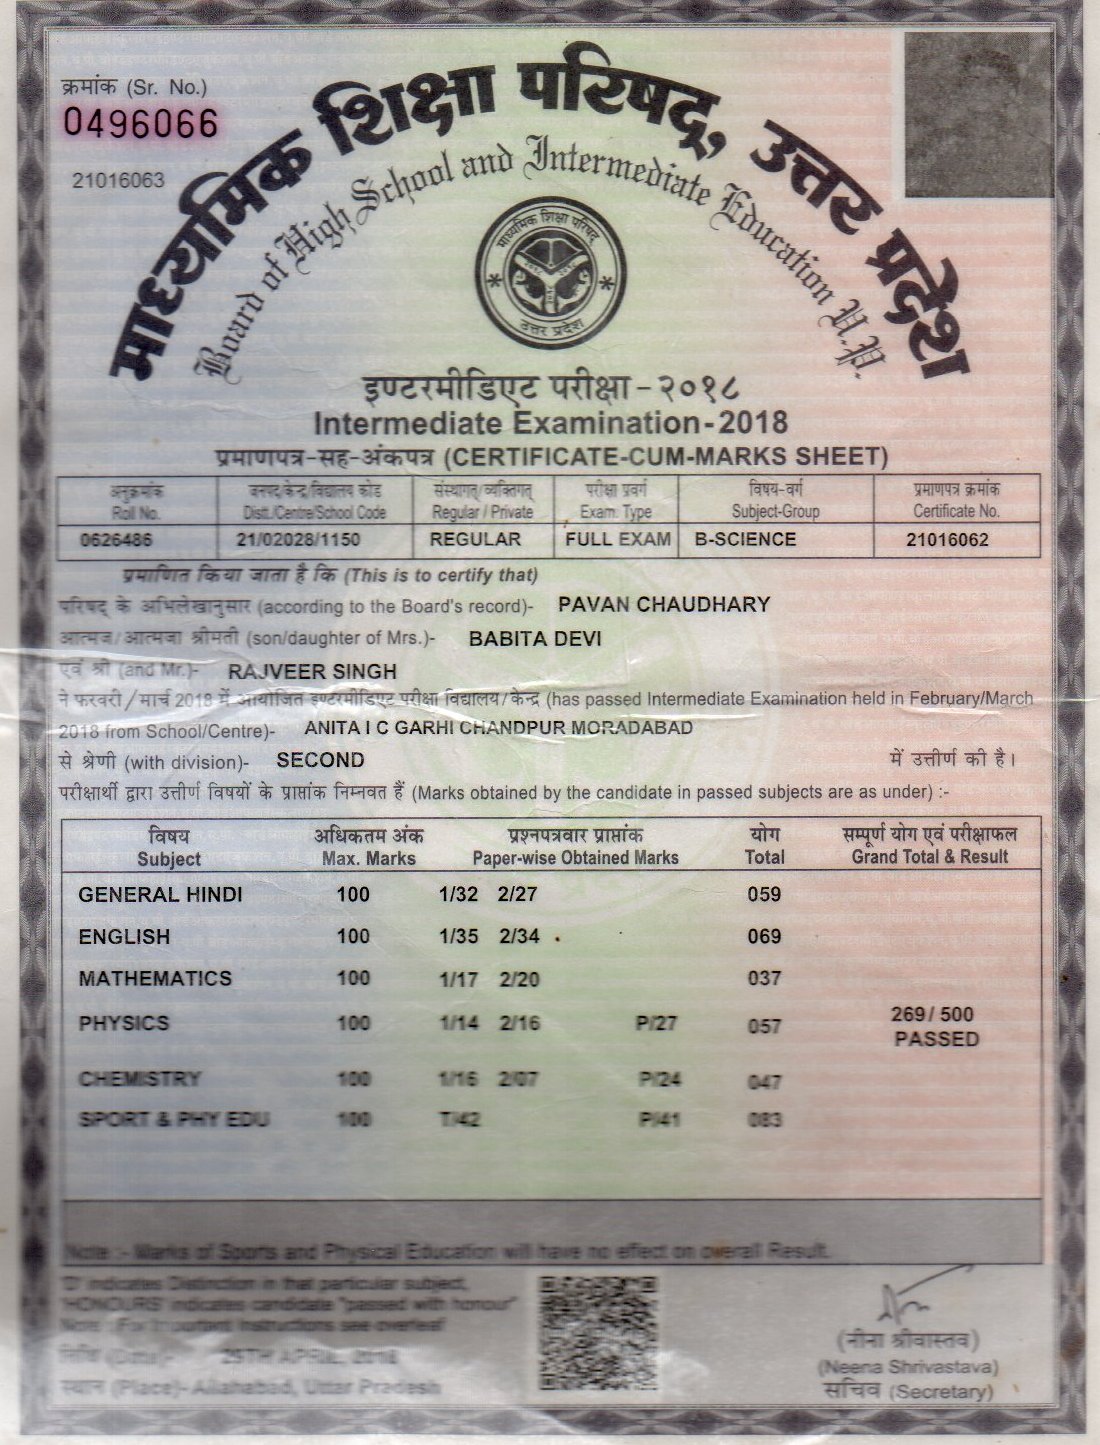 क्रमांक (Sr. No.)
0496066
21016063
माध्यमिक शिक्षा परिषद्, उत्तर प्रदेश
Board of High School and Intermediate Education U.P.
माध्यमिक शिक्षा परिषद्
उत्तर प्रदेश
इण्टरमीडिएट परीक्षा - २०१८
Intermediate Examination - 2018
प्रमाणपत्र-सह-अंकपत्र (CERTIFICATE-CUM-MARKS SHEET)
अनुक्रमांक जनपद/केन्द्र/विद्यालय कोड संस्थागत्/व्यक्तिगत् परीक्षा प्रवर्ग विषय-वर्ग प्रमाणपत्र क्रमांक
Roll No. Distt./Centre/School Code Regular / Private Exam. Type Subject-Group Certificate No.
0626486 21/02028/1150 REGULAR FULL EXAM B-SCIENCE 21016062
प्रमाणित किया जाता है कि (This is to certify that)
परिषद् के अभिलेखानुसार (according to the Board's record)- PAVAN CHAUDHARY
आत्मज/आत्मजा श्रीमती (son/daughter of Mrs.)- BABITA DEVI
एवं श्री (and Mr.)- RAJVEER SINGH
ने फरवरी/मार्च 2018 में आयोजित इण्टरमीडिएट परीक्षा विद्यालय/केन्द्र (has passed Intermediate Examination held in February/March
2018 from School/Centre)- ANITA I C GARHI CHANDPUR MORADABAD
से श्रेणी (with division)- SECOND में उत्तीर्ण की है।
परीक्षार्थी द्वारा उत्तीर्ण विषयों के प्राप्तांक निम्नवत हैं (Marks obtained by the candidate in passed subjects are as under) :-
विषय अधिकतम अंक प्रश्नपत्रवार प्राप्तांक योग सम्पूर्ण योग एवं परीक्षाफल
Subject Max. Marks Paper-wise Obtained Marks Total Grand Total & Result
GENERAL HINDI 100 1/32 2/27 059
ENGLISH 100 1/35 2/34 069
MATHEMATICS 100 1/17 2/20 037
PHYSICS 100 1/14 2/16 P/27 057 269/ 500
PASSED
CHEMISTRY 100 1/16 2/07 P/24 047
SPORT & PHY EDU 100 T/42 P/41 083
Note :- Marks of Sports and Physical Education will have no effect on overall Result.
'D' indicates Distinction in that particular subject,
'HONOURS' indicates candidate "passed with honour"
Note : For Important instructions see overleaf
तिथि (Date)- 29TH APRIL, 2018
स्थान (Place)- Allahabad, Uttar Pradesh
(नीना श्रीवास्तव)
(Neena Shrivastava)
सचिव (Secretary)